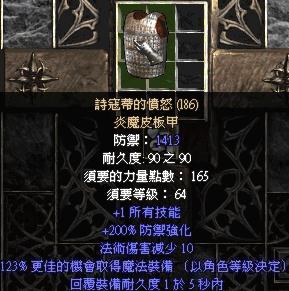 詩寇蒂的憤怒 (186)
炎魔皮板甲
防禦： 1413
耐久度: 90 之 90
須要的力量點數： 165
須要等級： 64
+1 所有技能
+200% 防禦強化
法術傷害減少 10
123% 更佳的機會取得魔法裝備 （以角色等級決定）
回覆裝備耐久度 1 於 5 秒內